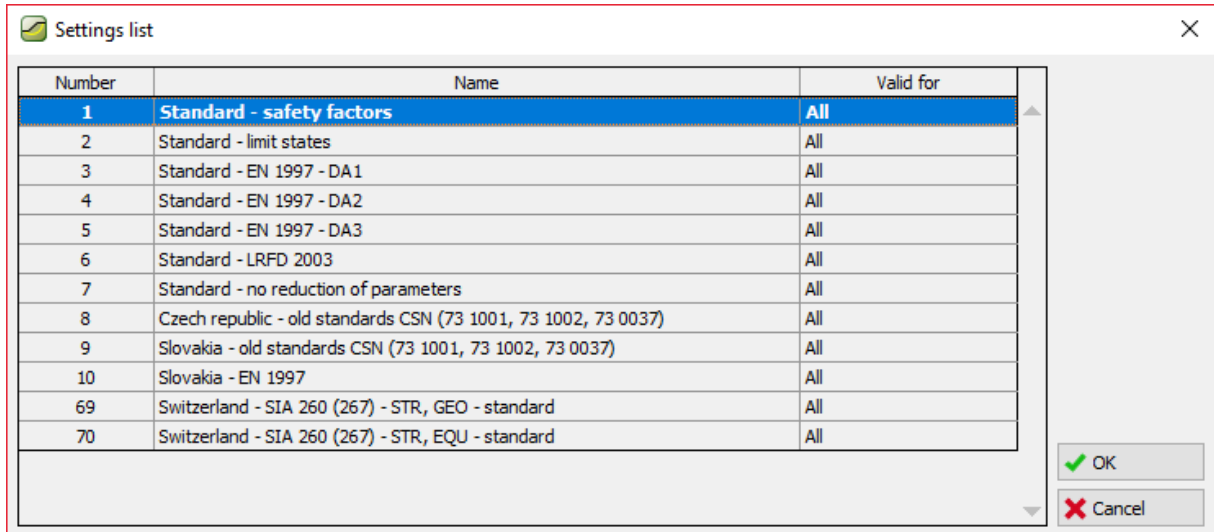 Settings list
Number Name Valid for
1 Standard - safety factors All
2 Standard - limit states All
3 Standard - EN 1997 - DA1 All
4 Standard - EN 1997 - DA2 All
5 Standard - EN 1997 - DA3 All
6 Standard - LRFD 2003 All
7 Standard - no reduction of parameters All
8 Czech republic - old standards CSN (73 1001, 73 1002, 73 0037) All
9 Slovakia - old standards CSN (73 1001, 73 1002, 73 0037) All
10 Slovakia - EN 1997 All
69 Switzerland - SIA 260 (267) - STR, GEO - standard All
70 Switzerland - SIA 260 (267) - STR, EQU - standard All
OK
Cancel